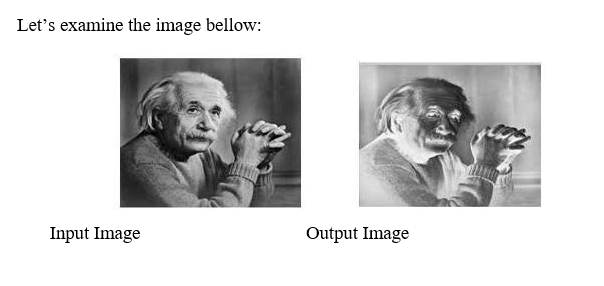 Let’s examine the image bellow:
Input Image
Output Image